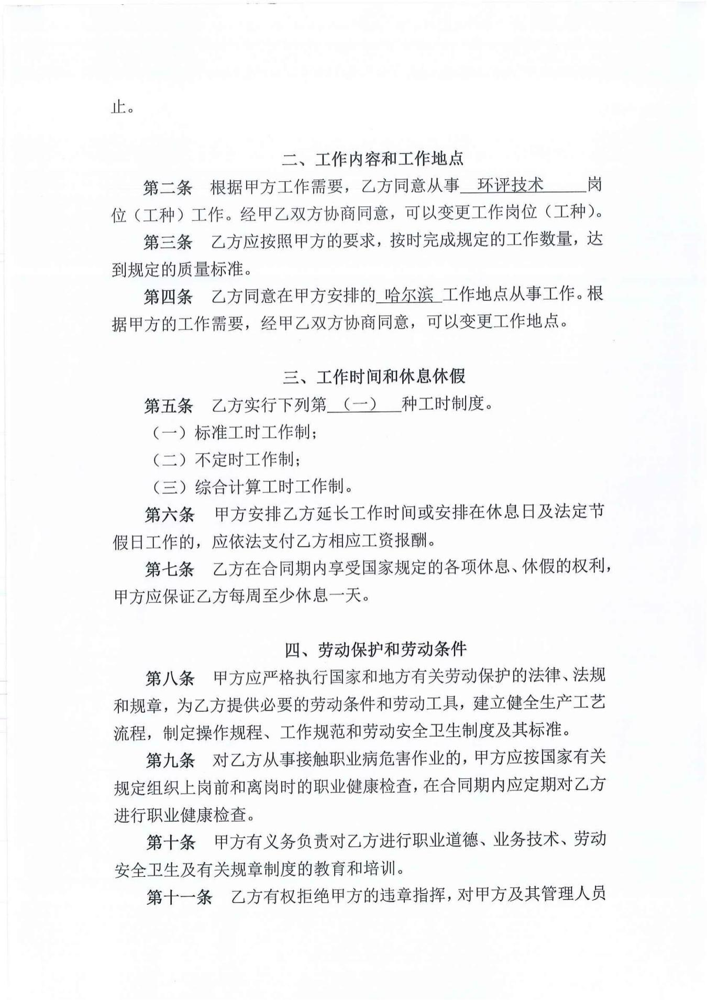 止。
二、工作内容和工作地点
第二条 根据甲方工作需要，乙方同意从事 环评技术 岗
位（工种）工作。经甲乙双方协商同意，可以变更工作岗位（工种）。
第三条 乙方应按照甲方的要求，按时完成规定的工作数量，达
到规定的质量标准。
第四条 乙方同意在甲方安排的 哈尔滨 工作地点从事工作。根
据甲方的工作需要，经甲乙双方协商同意，可以变更工作地点。
三、工作时间和休息休假
第五条 乙方实行下列第 （一） 种工时制度。
（一）标准工时工作制；
（二）不定时工作制；
（三）综合计算工时工作制。
第六条 甲方安排乙方延长工作时间或安排在休息日及法定节
假日工作的，应依法支付乙方相应工资报酬。
第七条 乙方在合同期内享受国家规定的各项休息、休假的权利，
甲方应保证乙方每周至少休息一天。
四、劳动保护和劳动条件
第八条 甲方应严格执行国家和地方有关劳动保护的法律、法规
和规章，为乙方提供必要的劳动条件和劳动工具，建立健全生产工艺
流程，制定操作规程、工作规范和劳动安全卫生制度及其标准。
第九条 对乙方从事接触职业病危害作业的，甲方应按国家有关
规定组织上岗前和离岗时的职业健康检查，在合同期内应定期对乙方
进行职业健康检查。
第十条 甲方有义务负责对乙方进行职业道德、业务技术、劳动
安全卫生及有关规章制度的教育和培训。
第十一条 乙方有权拒绝甲方的违章指挥，对甲方及其管理人员